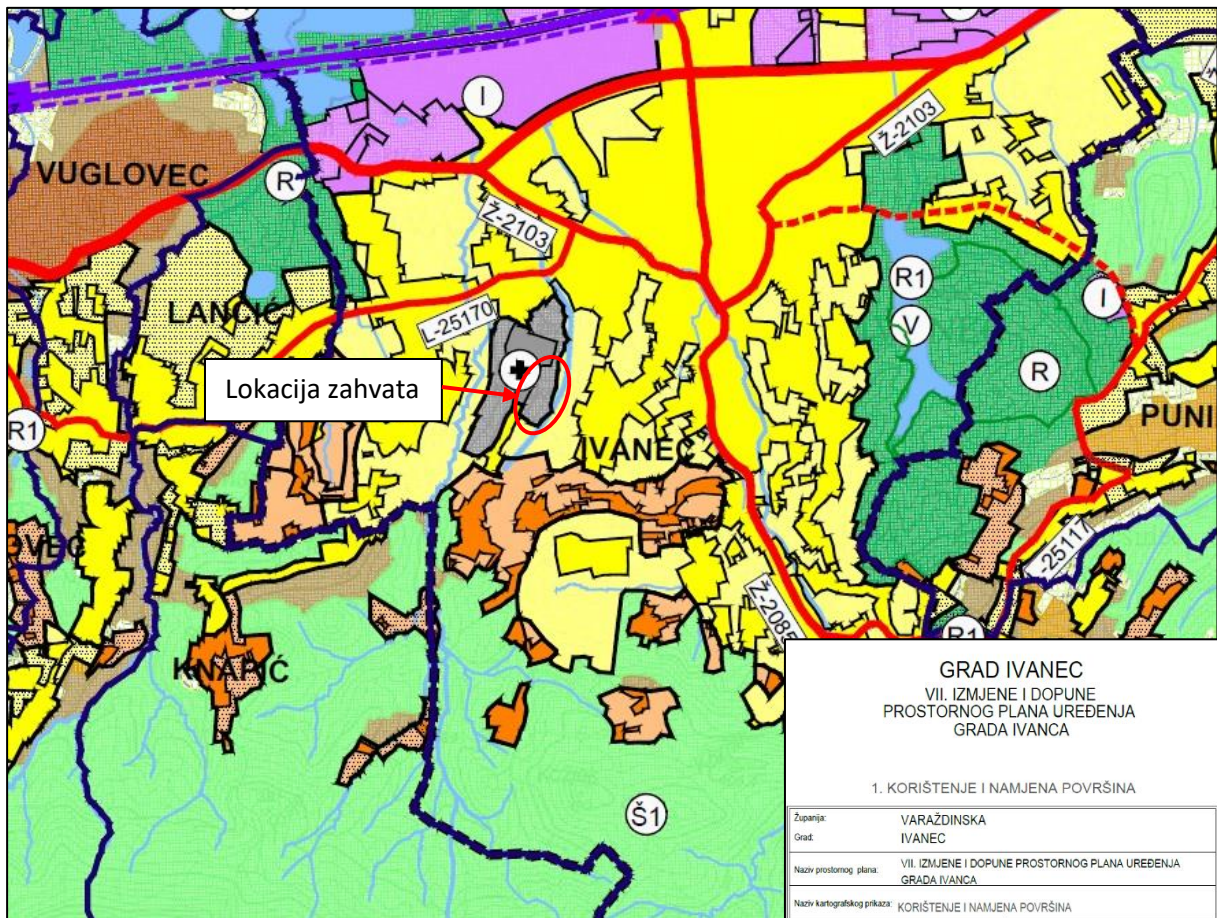 I
Ž-2103
VUGLOVEC
R
Ž-2103
R1
I
LANČIĆ
L-25170
V
Lokacija zahvata
R
R1
PUNI
IVANEC
OVEC
-25117
Ž-2085
R1
KNAPIĆ
Š1
GRAD IVANEC
VII. IZMJENE I DOPUNE
PROSTORNOG PLANA UREĐENJA
GRADA IVANCA
1. KORIŠTENJE I NAMJENA POVRŠINA
Županija: VARAŽDINSKA
Grad: IVANEC
Naziv prostornog plana: VII. IZMJENE I DOPUNE PROSTORNOG PLANA UREĐENJA
GRADA IVANCA
Naziv kartografskog prikaza: KORIŠTENJE I NAMJENA POVRŠINA